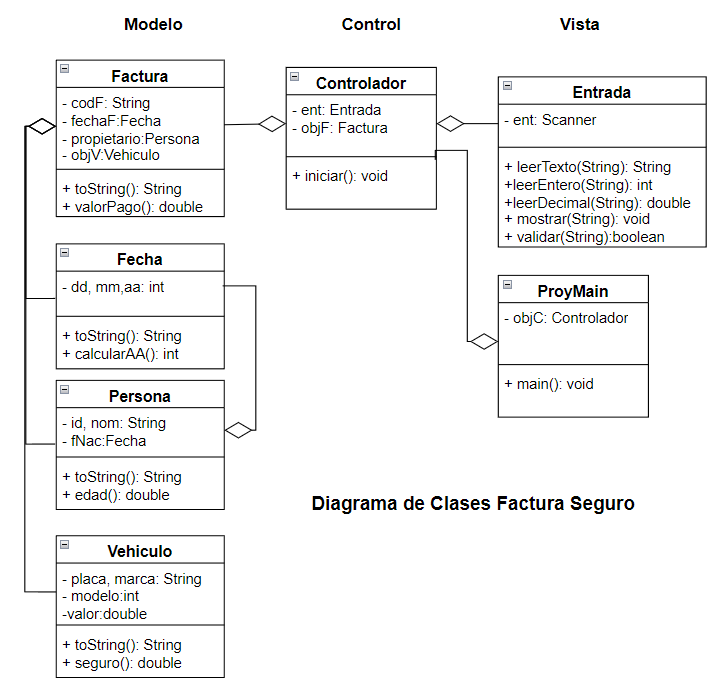 Modelo
Control
Vista
Factura
- codF: String
- fechaF:Fecha
- propietario:Persona
- objV:Vehiculo
+ toString(): String
+ valorPago(): double
Controlador
- ent: Entrada
- objF: Factura
+ iniciar(): void
Entrada
- ent: Scanner
+ leerTexto(String): String
+leerEntero(String): int
+leerDecimal(String): double
+ mostrar(String): void
+ validar(String):boolean
Fecha
- dd, mm,aa: int
+ toString(): String
+ calcularAA(): int
ProyMain
- objC: Controlador
+ main(): void
Persona
- id, nom: String
- fNac:Fecha
+ toString(): String
+ edad(): double
Diagrama de Clases Factura Seguro
Vehiculo
- placa, marca: String
- modelo:int
-valor:double
+ toString(): String
+ seguro(): double